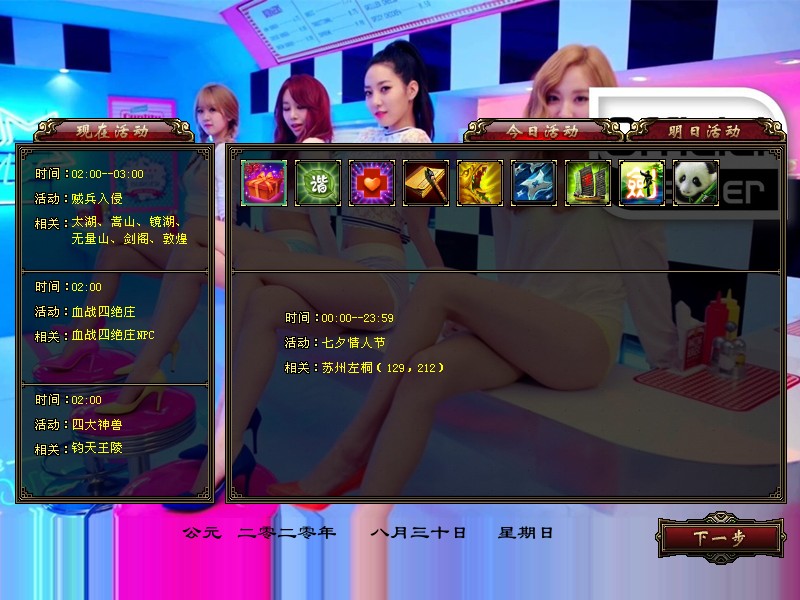 现在活动
今日活动
明日活动
时间：02:00--03:00
活动：贼兵入侵
相关：太湖、嵩山、镜湖、
无量山、剑阁、敦煌
时间：02:00
活动：血战四绝庄
相关：血战四绝庄NPC
时间：02:00
活动：四大神兽
相关：钧天王陵
谐
时间：00:00--23:59
活动：七夕情人节
相关：苏州左桐（129，212）
公元 二零二零年 八月三十日 星期日
下一步